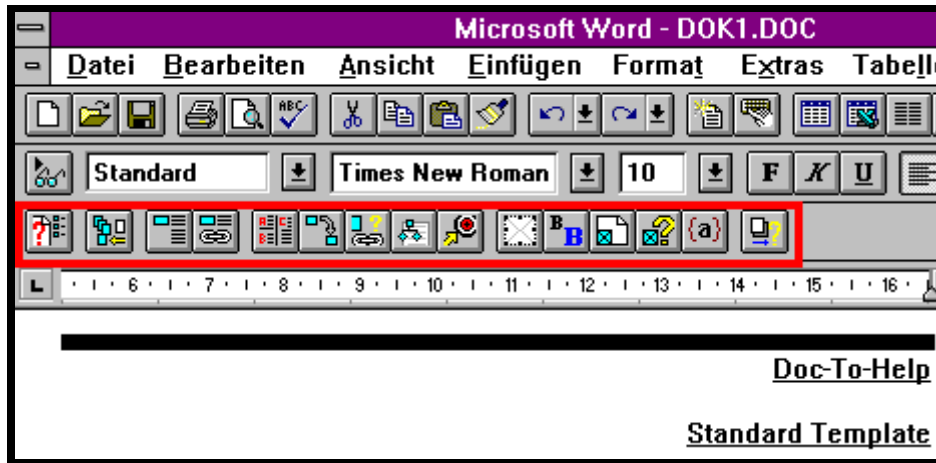 Microsoft Word - DOK1.DOC
Datei Bearbeiten Ansicht Einfügen Format Extras Tabelle
ABC
Standard Times New Roman 10 F K U
{a}
L 6 7 8 9 10 11 12 13 14 15 16
Doc-To-Help
Standard Template